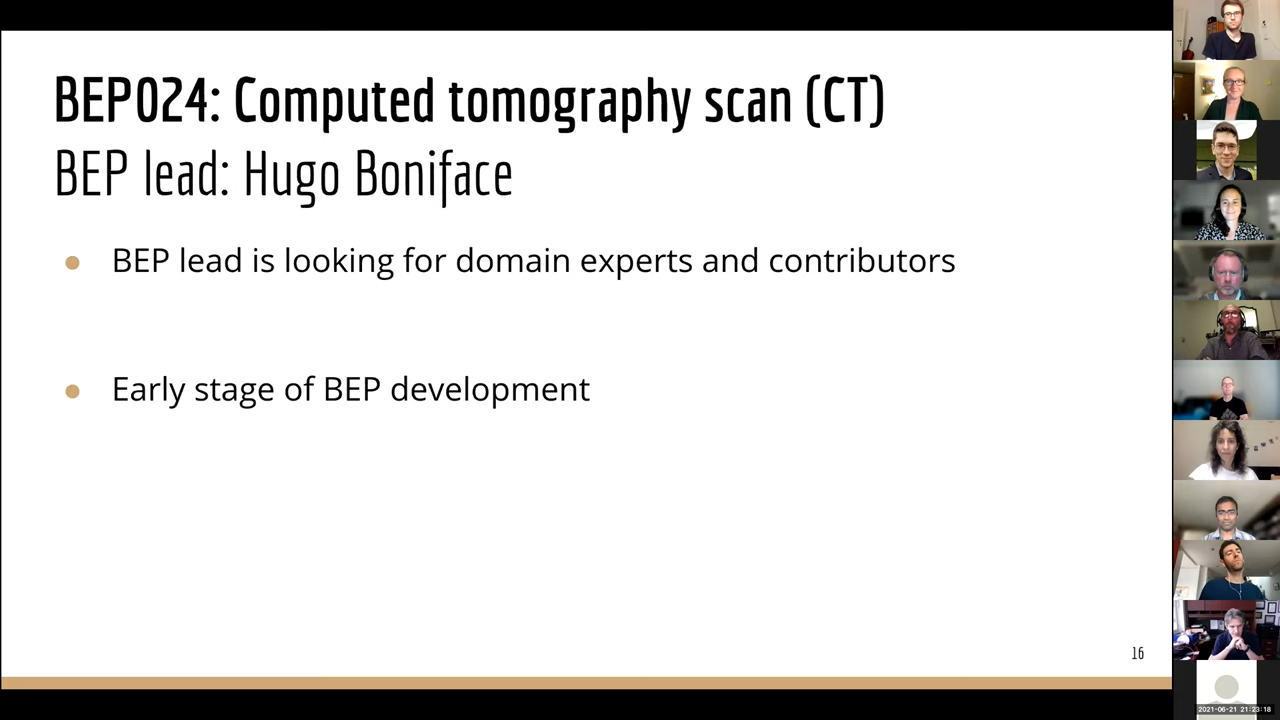 BEP024: Computed tomography scan (CT)
BEP lead: Hugo Boniface
● BEP lead is looking for domain experts and contributors
● Early stage of BEP development
16
2021-06-21 21:23:18